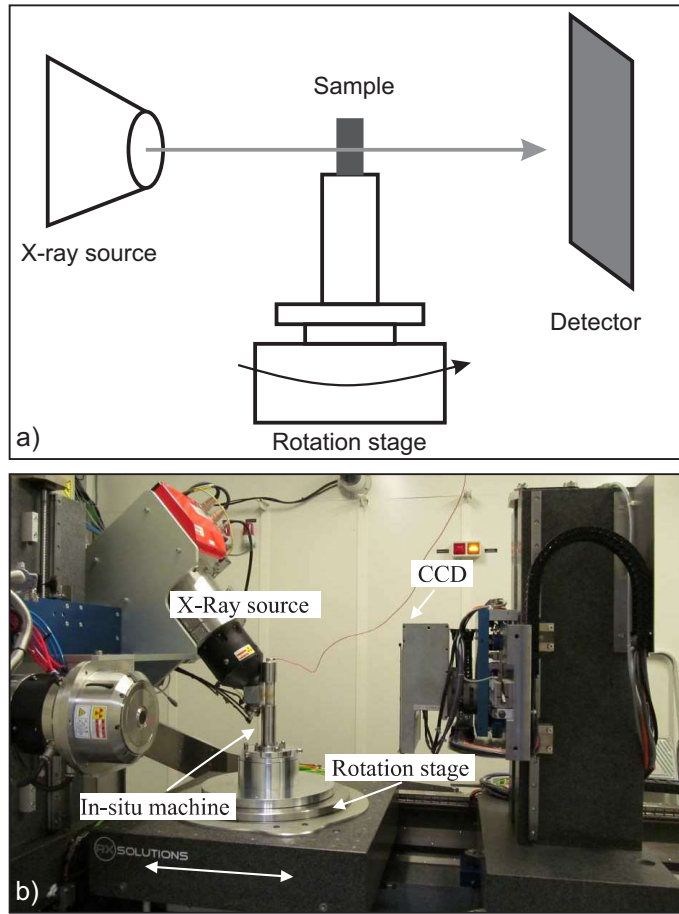 Sample
X-ray source
Detector
Rotation stage
a)
CCD
X-Ray source
Rotation stage
In-situ machine
RX SOLUTIONS
b)